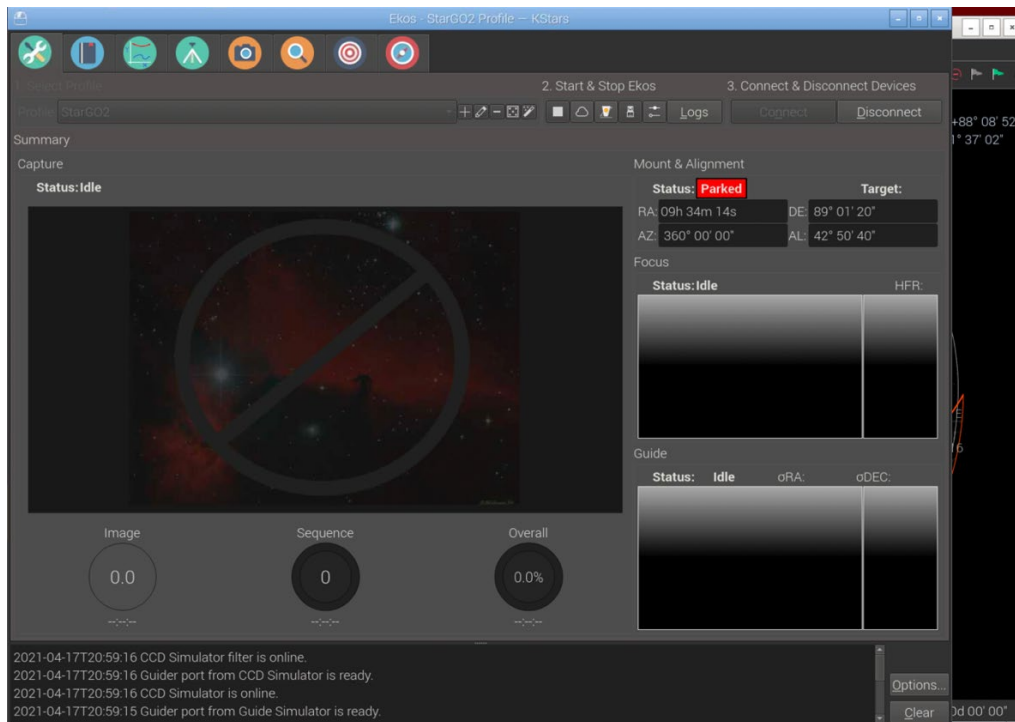 Ekos - StarGO2 Profile — KStars
1. Select Profile
2. Start & Stop Ekos
3. Connect & Disconnect Devices
Profile: StarGO2
Logs
Connect
Disconnect
Summary
Capture
Status: Idle
Mount & Alignment
Status: Parked
Target:
RA: 09h 34m 14s
DE: 89° 01' 20"
AZ: 360° 00' 00"
AL: 42° 50' 40"
Focus
Status: Idle
HFR:
Guide
Status: Idle
σRA:
σDEC:
Image
Sequence
Overall
0.0
0
0.0%
--:--:--
--:--:--
--:--:--
2021-04-17T20:59:16 CCD Simulator filter is online.
2021-04-17T20:59:16 Guider port from CCD Simulator is ready.
2021-04-17T20:59:16 CCD Simulator is online.
2021-04-17T20:59:15 Guider port from Guide Simulator is ready.
Options...
Clear
+88° 08' 52
1° 37' 02"
E
0d 00' 00"